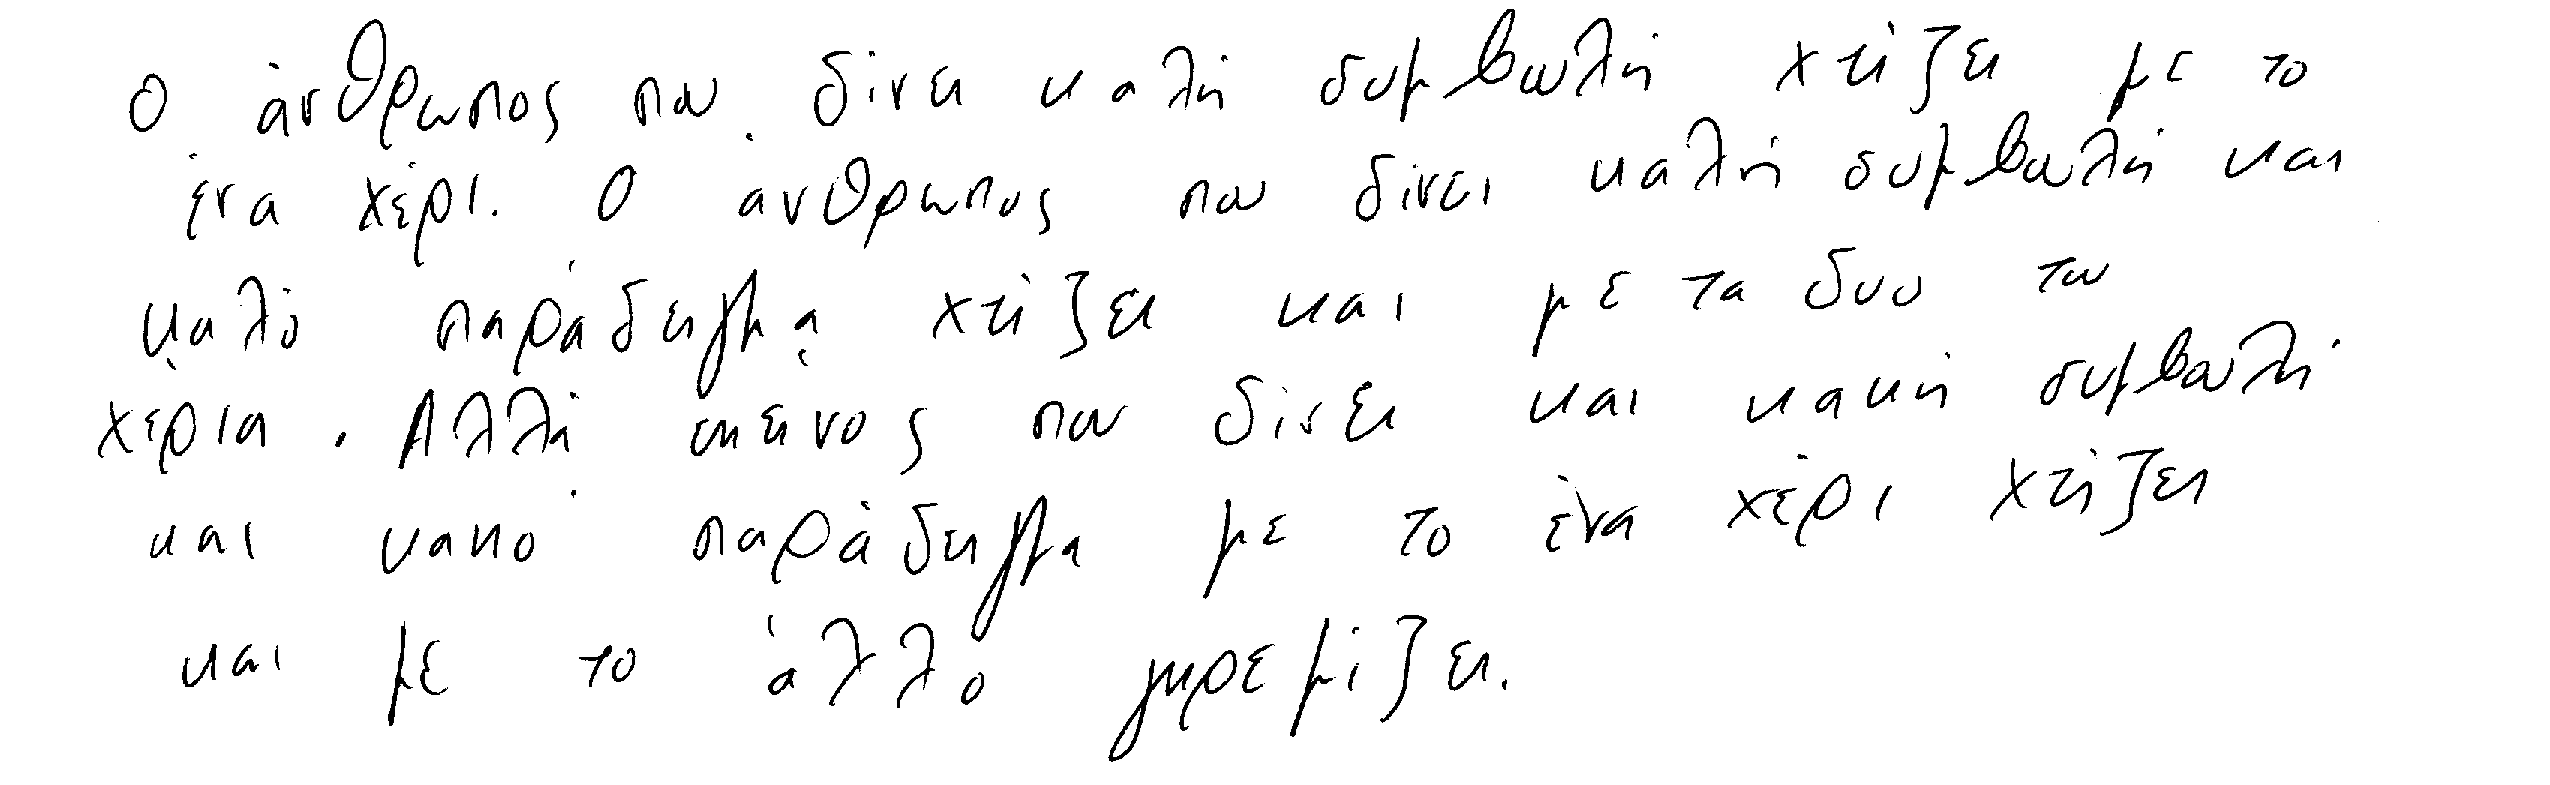 Ο άνθρωπος που δίνει καλή συμβουλή χτίζει με το
ένα χέρι. Ο άνθρωπος που δίνει καλή συμβουλή και
καλό παράδειγμα χτίζει και με τα δυο του
χέρια. Αλλά εκείνος που δίνει και κακή συμβουλή
και κακό παράδειγμα με το ένα χέρι χτίζει
και με το άλλο γκρεμίζει.